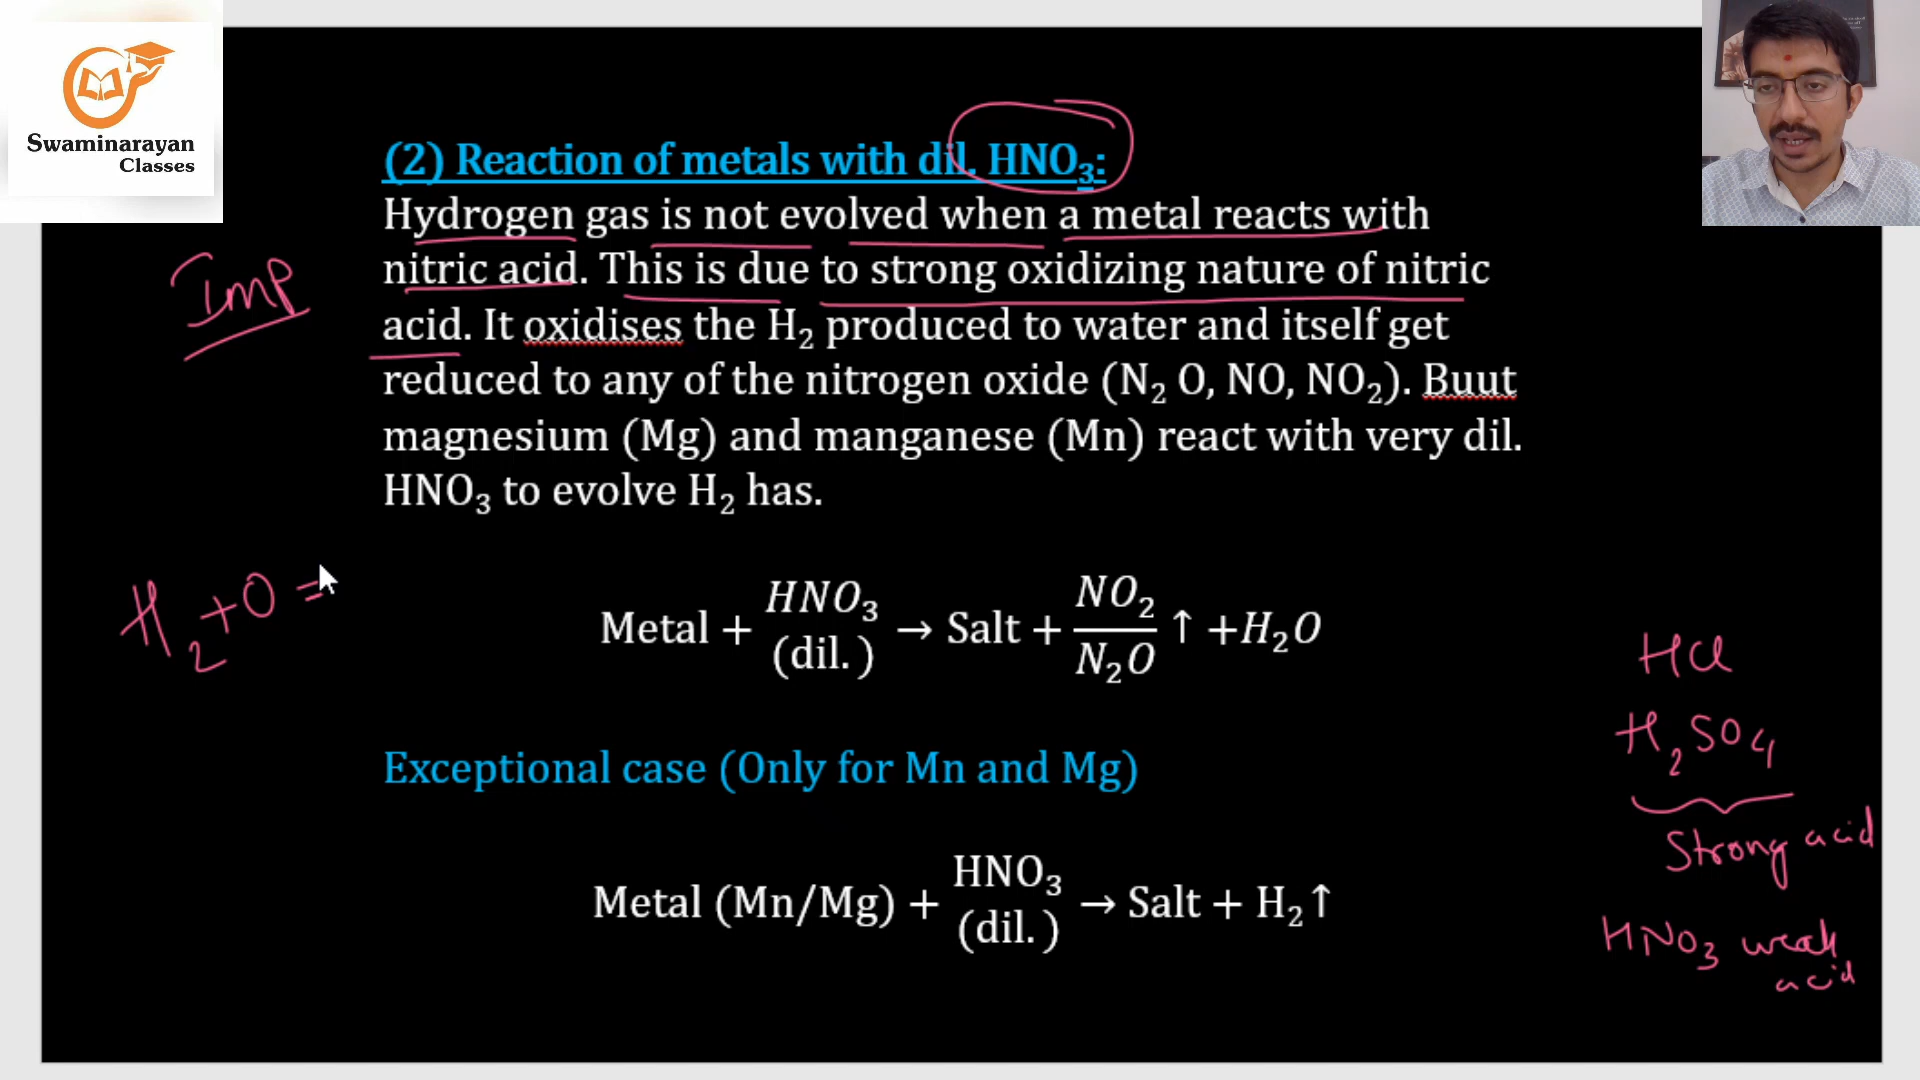 Swaminarayan
Classes
(2) Reaction of metals with dil. HNO₃:
Hydrogen gas is not evolved when a metal reacts with
nitric acid. This is due to strong oxidizing nature of nitric
acid. It oxidises the H₂ produced to water and itself get
reduced to any of the nitrogen oxide (N₂ O, NO, NO₂). Buut
magnesium (Mg) and manganese (Mn) react with very dil.
HNO₃ to evolve H₂ has.
Imp
H₂+O =
Metal + HNO₃ (dil.) → Salt + NO₂/N₂O ↑ +H₂O
Exceptional case (Only for Mn and Mg)
Metal (Mn/Mg) + HNO₃ (dil.) → Salt + H₂↑
HCl
H₂SO₄
Strong acid
HNO₃ weak
acid